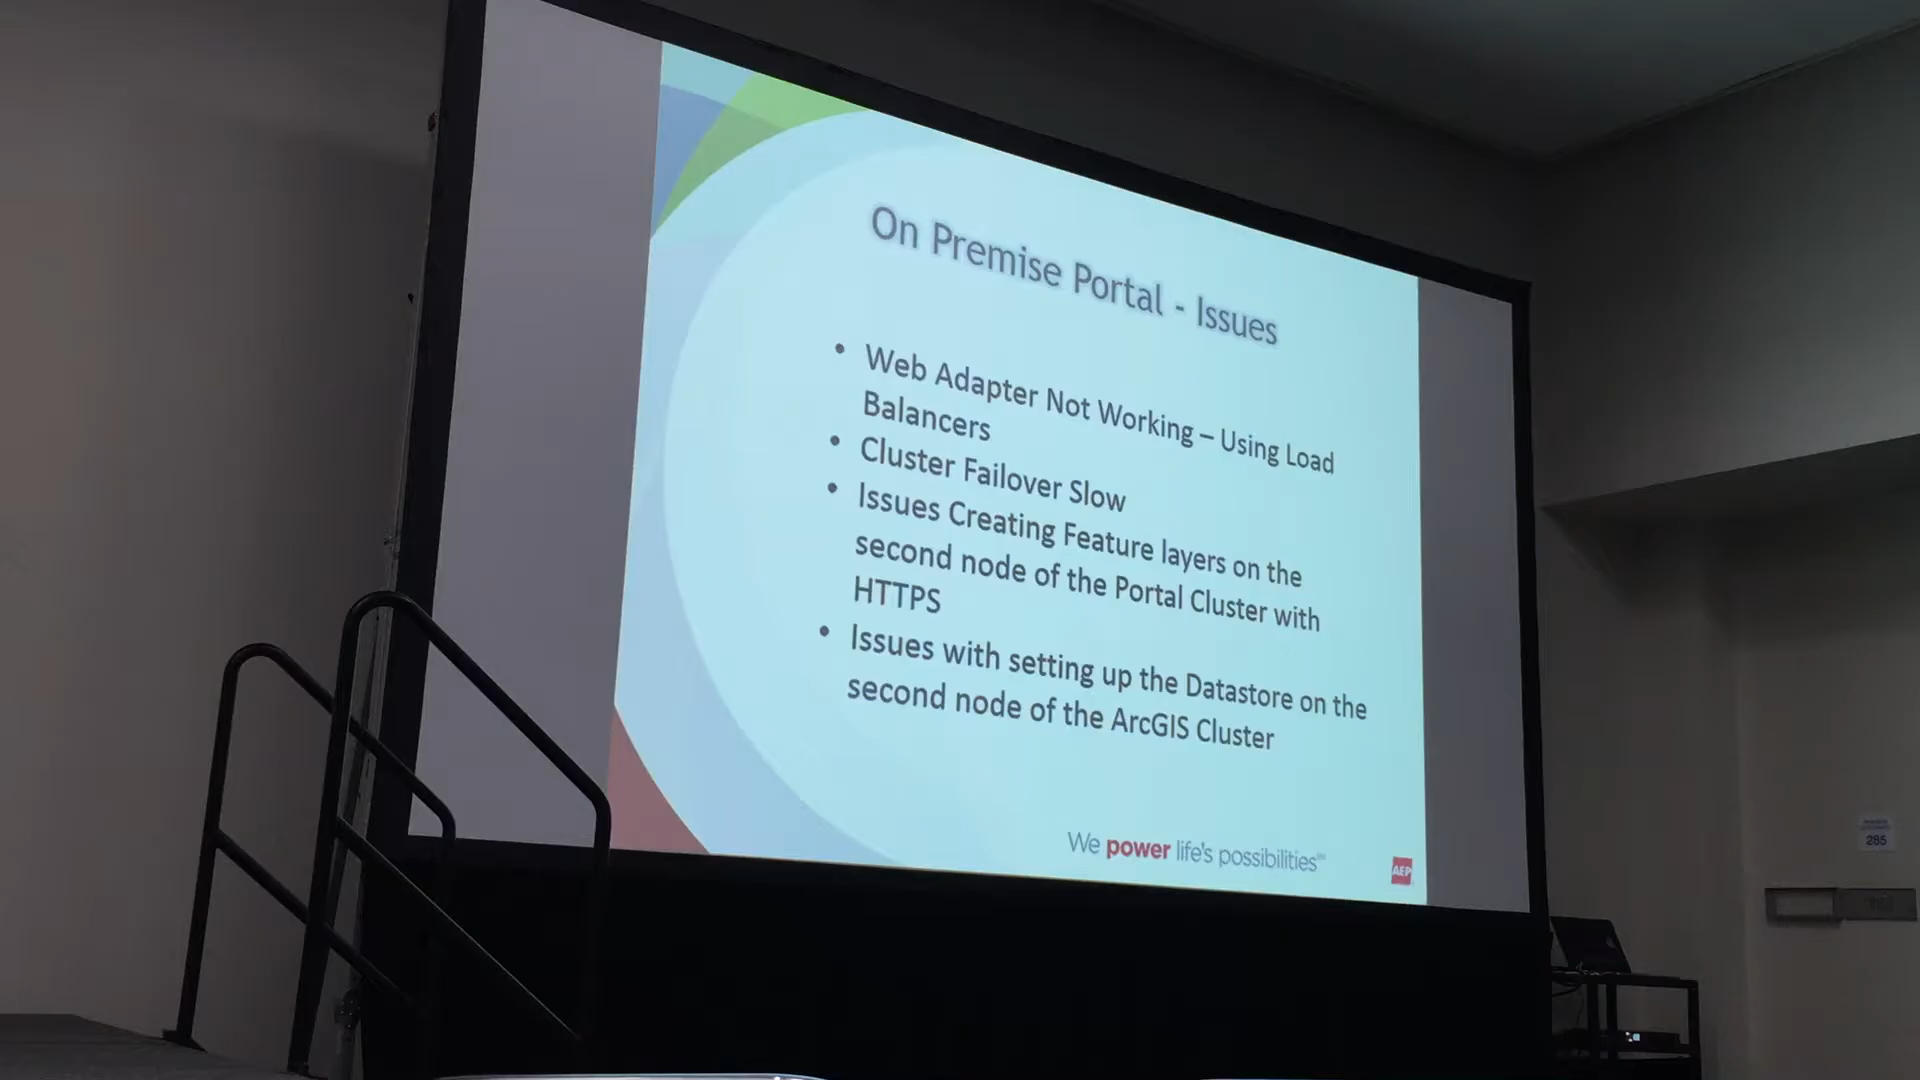 On Premise Portal - Issues
• Web Adapter Not Working – Using Load
Balancers
• Cluster Failover Slow
• Issues Creating Feature layers on the
second node of the Portal Cluster with
HTTPS
• Issues with setting up the Datastore on the
second node of the ArcGIS Cluster
We power life's possibilities℠
AEP
285